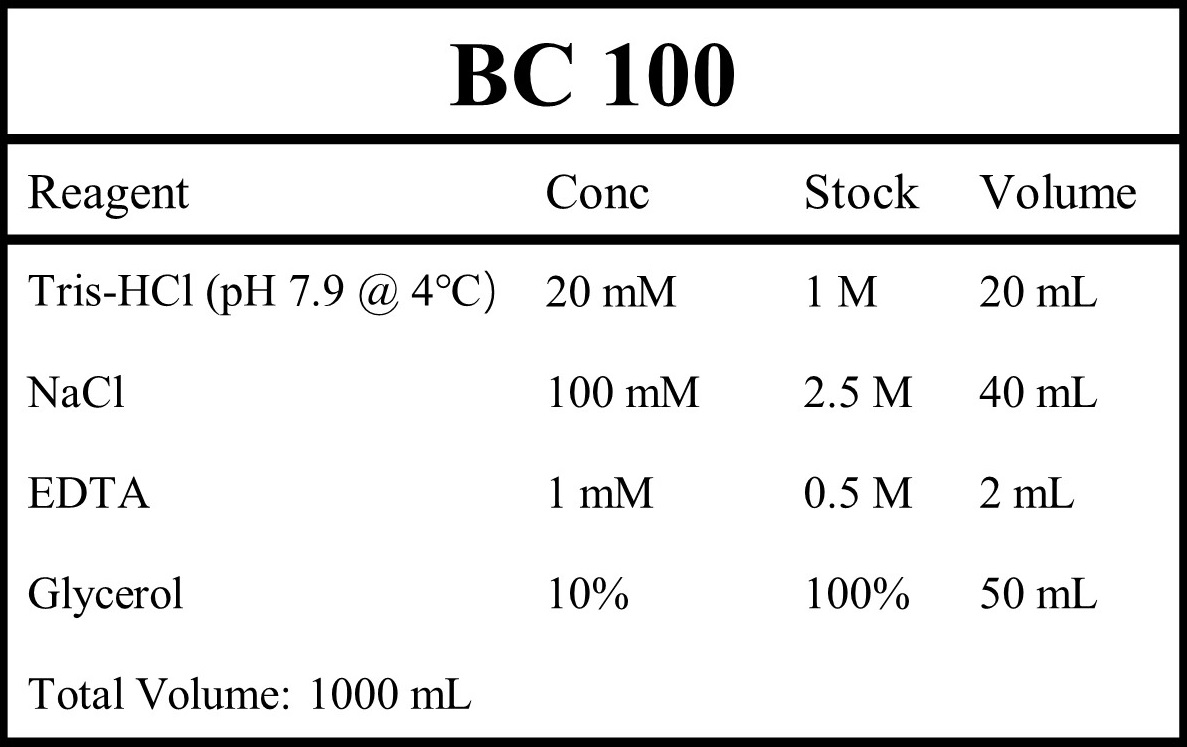 BC 100
Reagent Conc Stock Volume
Tris-HCl (pH 7.9 @ 4°C) 20 mM 1 M 20 mL
NaCl 100 mM 2.5 M 40 mL
EDTA 1 mM 0.5 M 2 mL
Glycerol 10% 100% 50 mL
Total Volume: 1000 mL